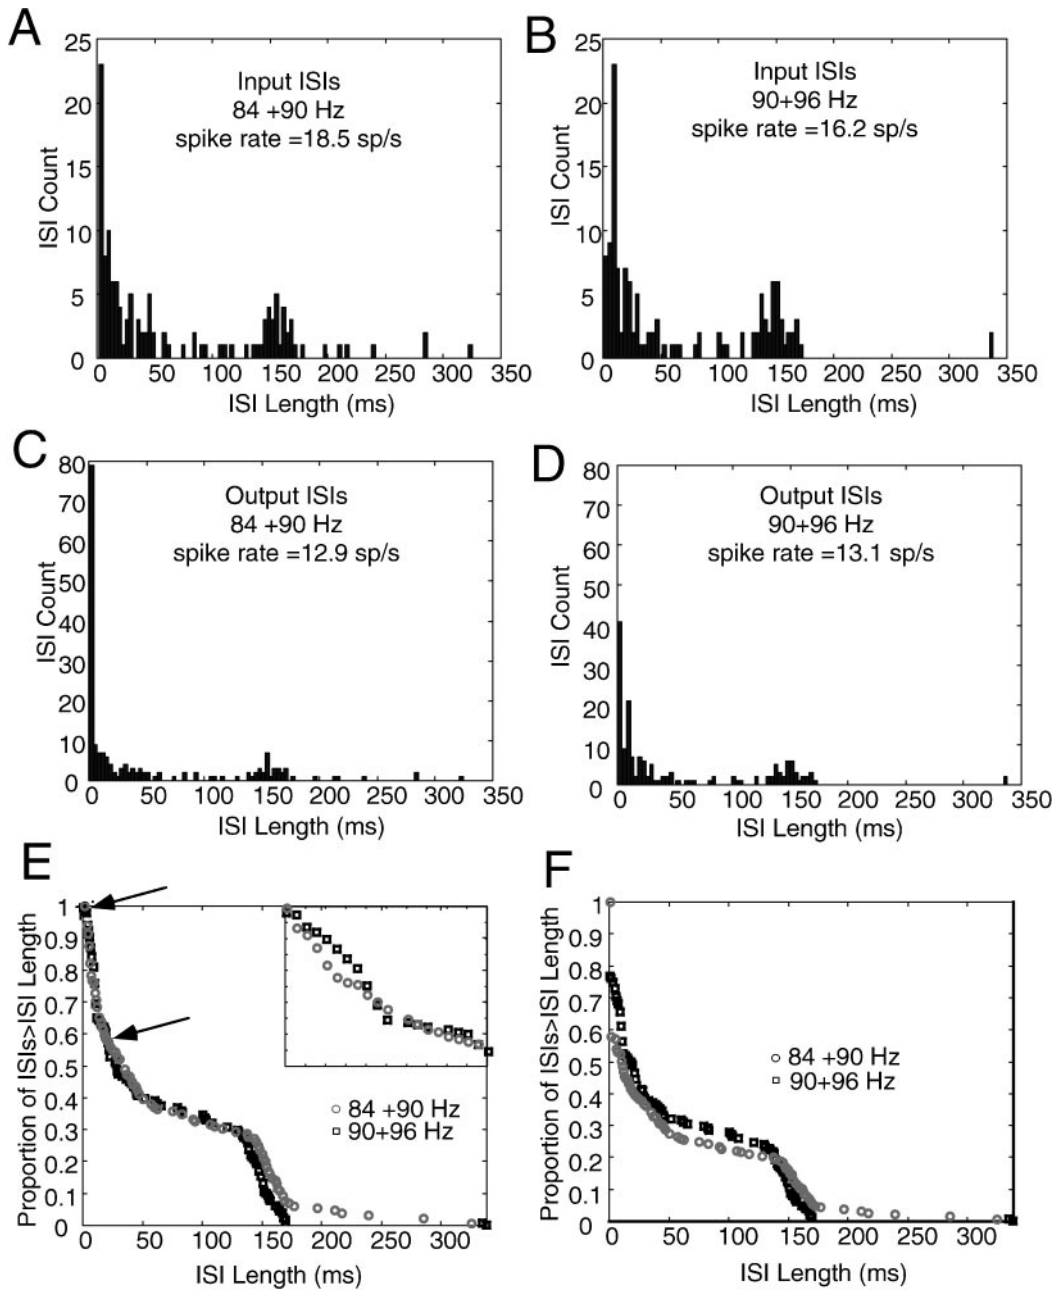 A
25
20
15
10
5
0
ISI Count
Input ISIs
84 +90 Hz
spike rate =18.5 sp/s
0 50 100 150 200 250 300 350
ISI Length (ms)
B
25
20
15
10
5
0
ISI Count
Input ISIs
90+96 Hz
spike rate =16.2 sp/s
0 50 100 150 200 250 300 350
ISI Length (ms)
C
80
70
60
50
40
30
20
10
0
ISI Count
Output ISIs
84 +90 Hz
spike rate =12.9 sp/s
0 50 100 150 200 250 300 350
ISI Length (ms)
D
80
70
60
50
40
30
20
10
0
ISI Count
Output ISIs
90+96 Hz
spike rate =13.1 sp/s
0 50 100 150 200 250 300 350
ISI Length (ms)
E
1
0.9
0.8
0.7
0.6
0.5
0.4
0.3
0.2
0.1
0
Proportion of ISIs>ISI Length
84 +90 Hz
90+96 Hz
0 50 100 150 200 250 300
ISI Length (ms)
F
1
0.9
0.8
0.7
0.6
0.5
0.4
0.3
0.2
0.1
0
Proportion of ISIs>ISI Length
84 +90 Hz
90+96 Hz
0 50 100 150 200 250 300
ISI Length (ms)